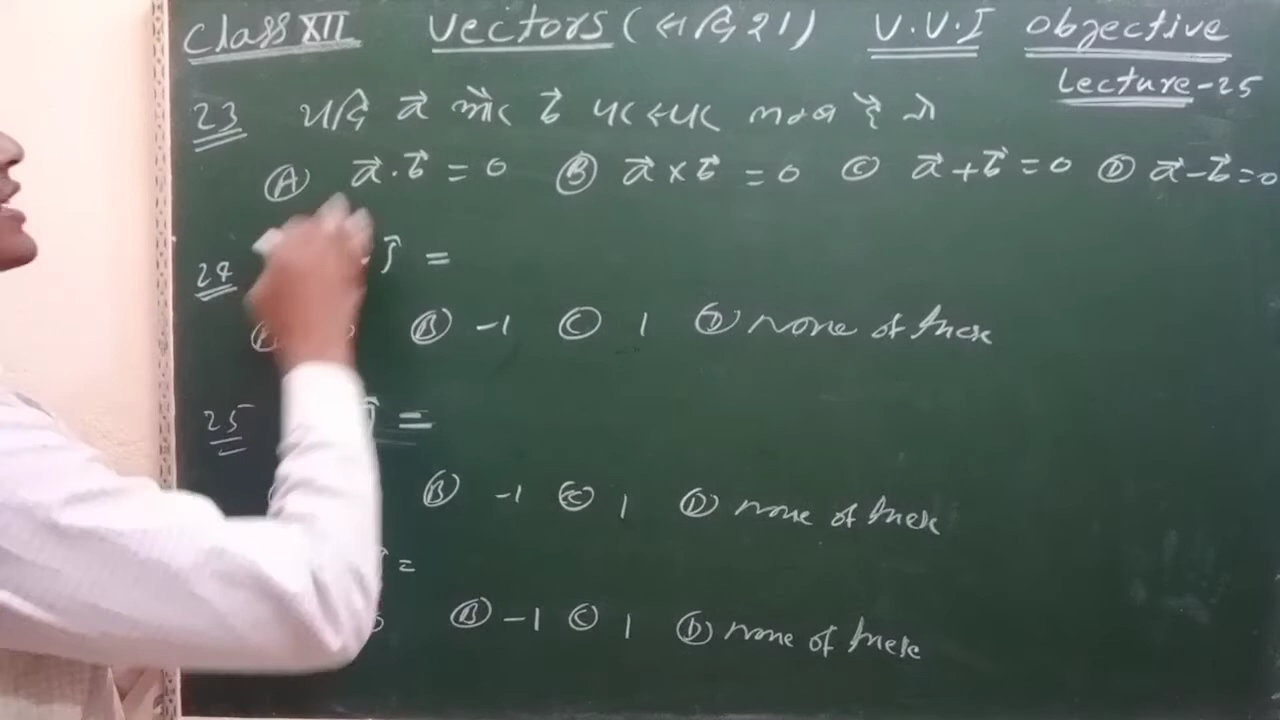 Class XII Vectors (सदिश) V.V.I Objective
Lecture-25
23 यदि a⃗ और b⃗ परस्पर लम्ब हैं तो
(A) a⃗.b⃗ = 0 (B) a⃗ × b⃗ = 0 (C) a⃗ + b⃗ = 0 (D) a⃗ - b⃗ = 0
24 . j⃗ =
(B) -1 (C) 1 (D) none of these
25 =
(B) -1 (C) 1 (D) none of these
=
(B) -1 (C) 1 (D) none of these